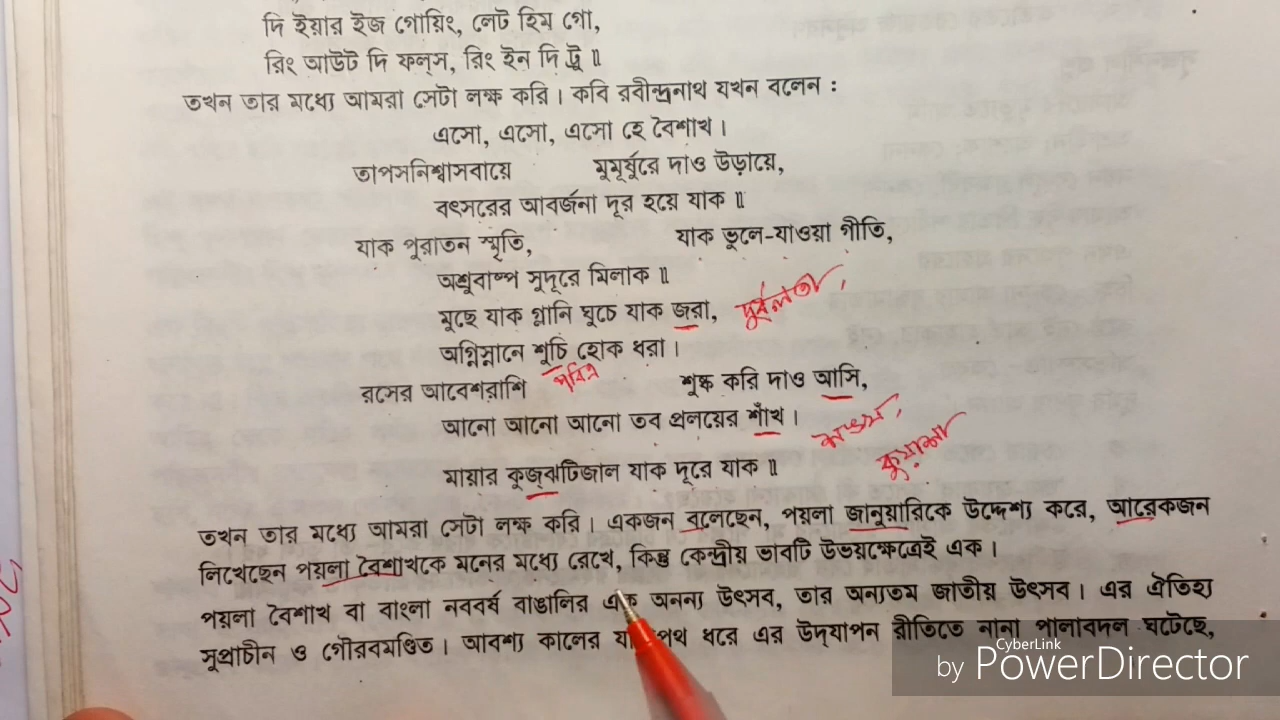 দি ইয়ার ইজ গোয়িং, লেট হিম গো,
রিং আউট দি ফল্‌স, রিং ইন দি ট্রু ॥
তখন তার মধ্যে আমরা সেটা লক্ষ করি। কবি রবীন্দ্রনাথ যখন বলেন :
এসো, এসো, এসো হে বৈশাখ।
তাপসনিশ্বাসবায়ে মুমূর্ষুরে দাও উড়ায়ে,
বৎসরের আবর্জনা দূর হয়ে যাক ॥
যাক পুরাতন স্মৃতি, যাক ভুলে-যাওয়া গীতি,
অশ্রুবাষ্প সুদূরে মিলাক ॥
মুছে যাক গ্লানি ঘুচে যাক জরা, দুর্বলতা,
অগ্নিস্নানে শুচি হোক ধরা।
পবিত্র
রসের আবেশরাশি শুষ্ক করি দাও আসি,
আনো আনো আনো তব প্রলয়ের শাঁখ।
কুয়াশা
মায়ার কুজ্‌ঝটিজাল যাক দূরে যাক ॥
তখন তার মধ্যে আমরা সেটা লক্ষ করি। একজন বলেছেন, পয়লা জানুয়ারিকে উদ্দেশ্য করে, আরেকজন
লিখেছেন পয়লা বৈশাখকে মনের মধ্যে রেখে, কিন্তু কেন্দ্রীয় ভাবটি উভয়ক্ষেত্রেই এক।
পয়লা বৈশাখ বা বাংলা নববর্ষ বাঙালির এক অনন্য উৎসব, তার অন্যতম জাতীয় উৎসব। এর ঐতিহ্য
সুপ্রাচীন ও গৌরবমণ্ডিত। আবশ্য কালের পথ ধরে এর উদ্‌যাপন রীতিতে নানা পালাবদল ঘটেছে,
CyberLink
by PowerDirector